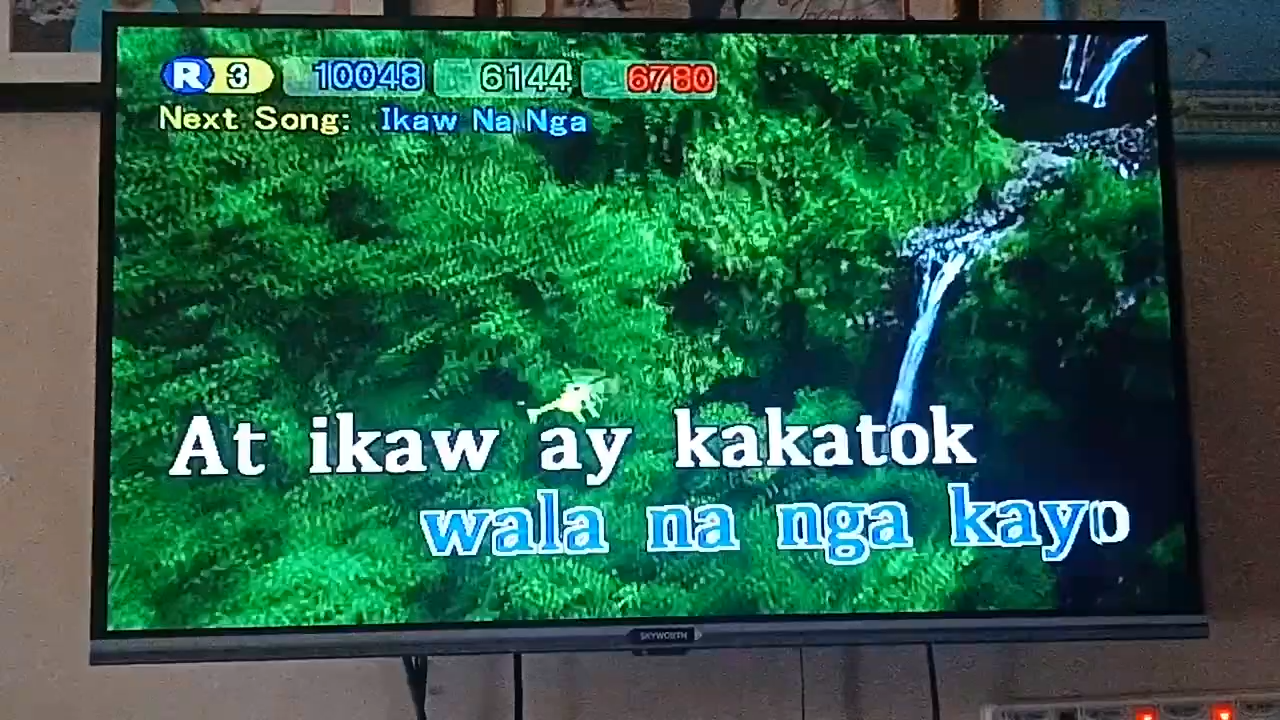 R 3 10048 6144 6780
Next Song: Ikaw Na Nga
At ikaw ay kakatok
wala na nga kayo
SKYWORTH